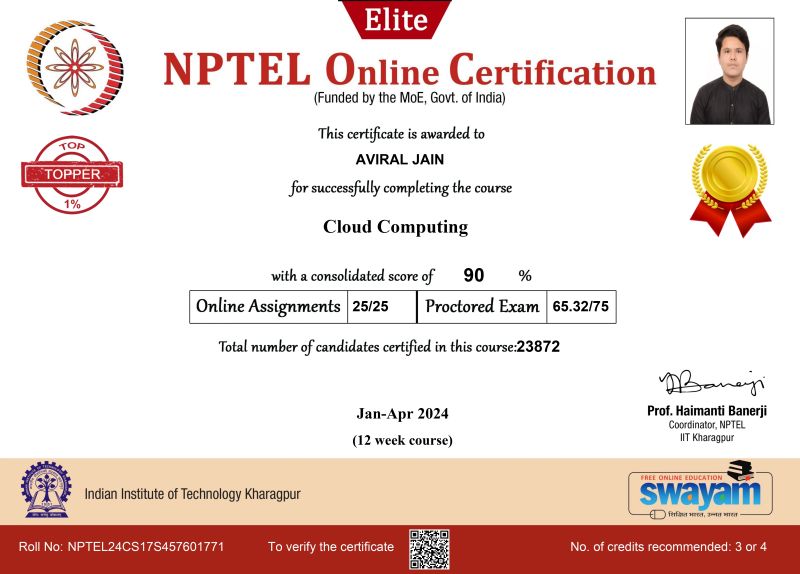 Elite
NPTEL Online Certification
(Funded by the MoE, Govt. of India)
This certificate is awarded to
AVIRAL JAIN
for successfully completing the course
Cloud Computing
with a consolidated score of 90 %
Online Assignments 25/25 Proctored Exam 65.32/75
Total number of candidates certified in this course:23872
TOP
TOPPER
1%
Jan-Apr 2024
(12 week course)
Prof. Haimanti Banerji
Coordinator, NPTEL
IIT Kharagpur
Indian Institute of Technology Kharagpur
FREE ONLINE EDUCATION
swayam
शिक्षित भारत, उन्नत भारत
Roll No: NPTEL24CS17S457601771 To verify the certificate No. of credits recommended: 3 or 4